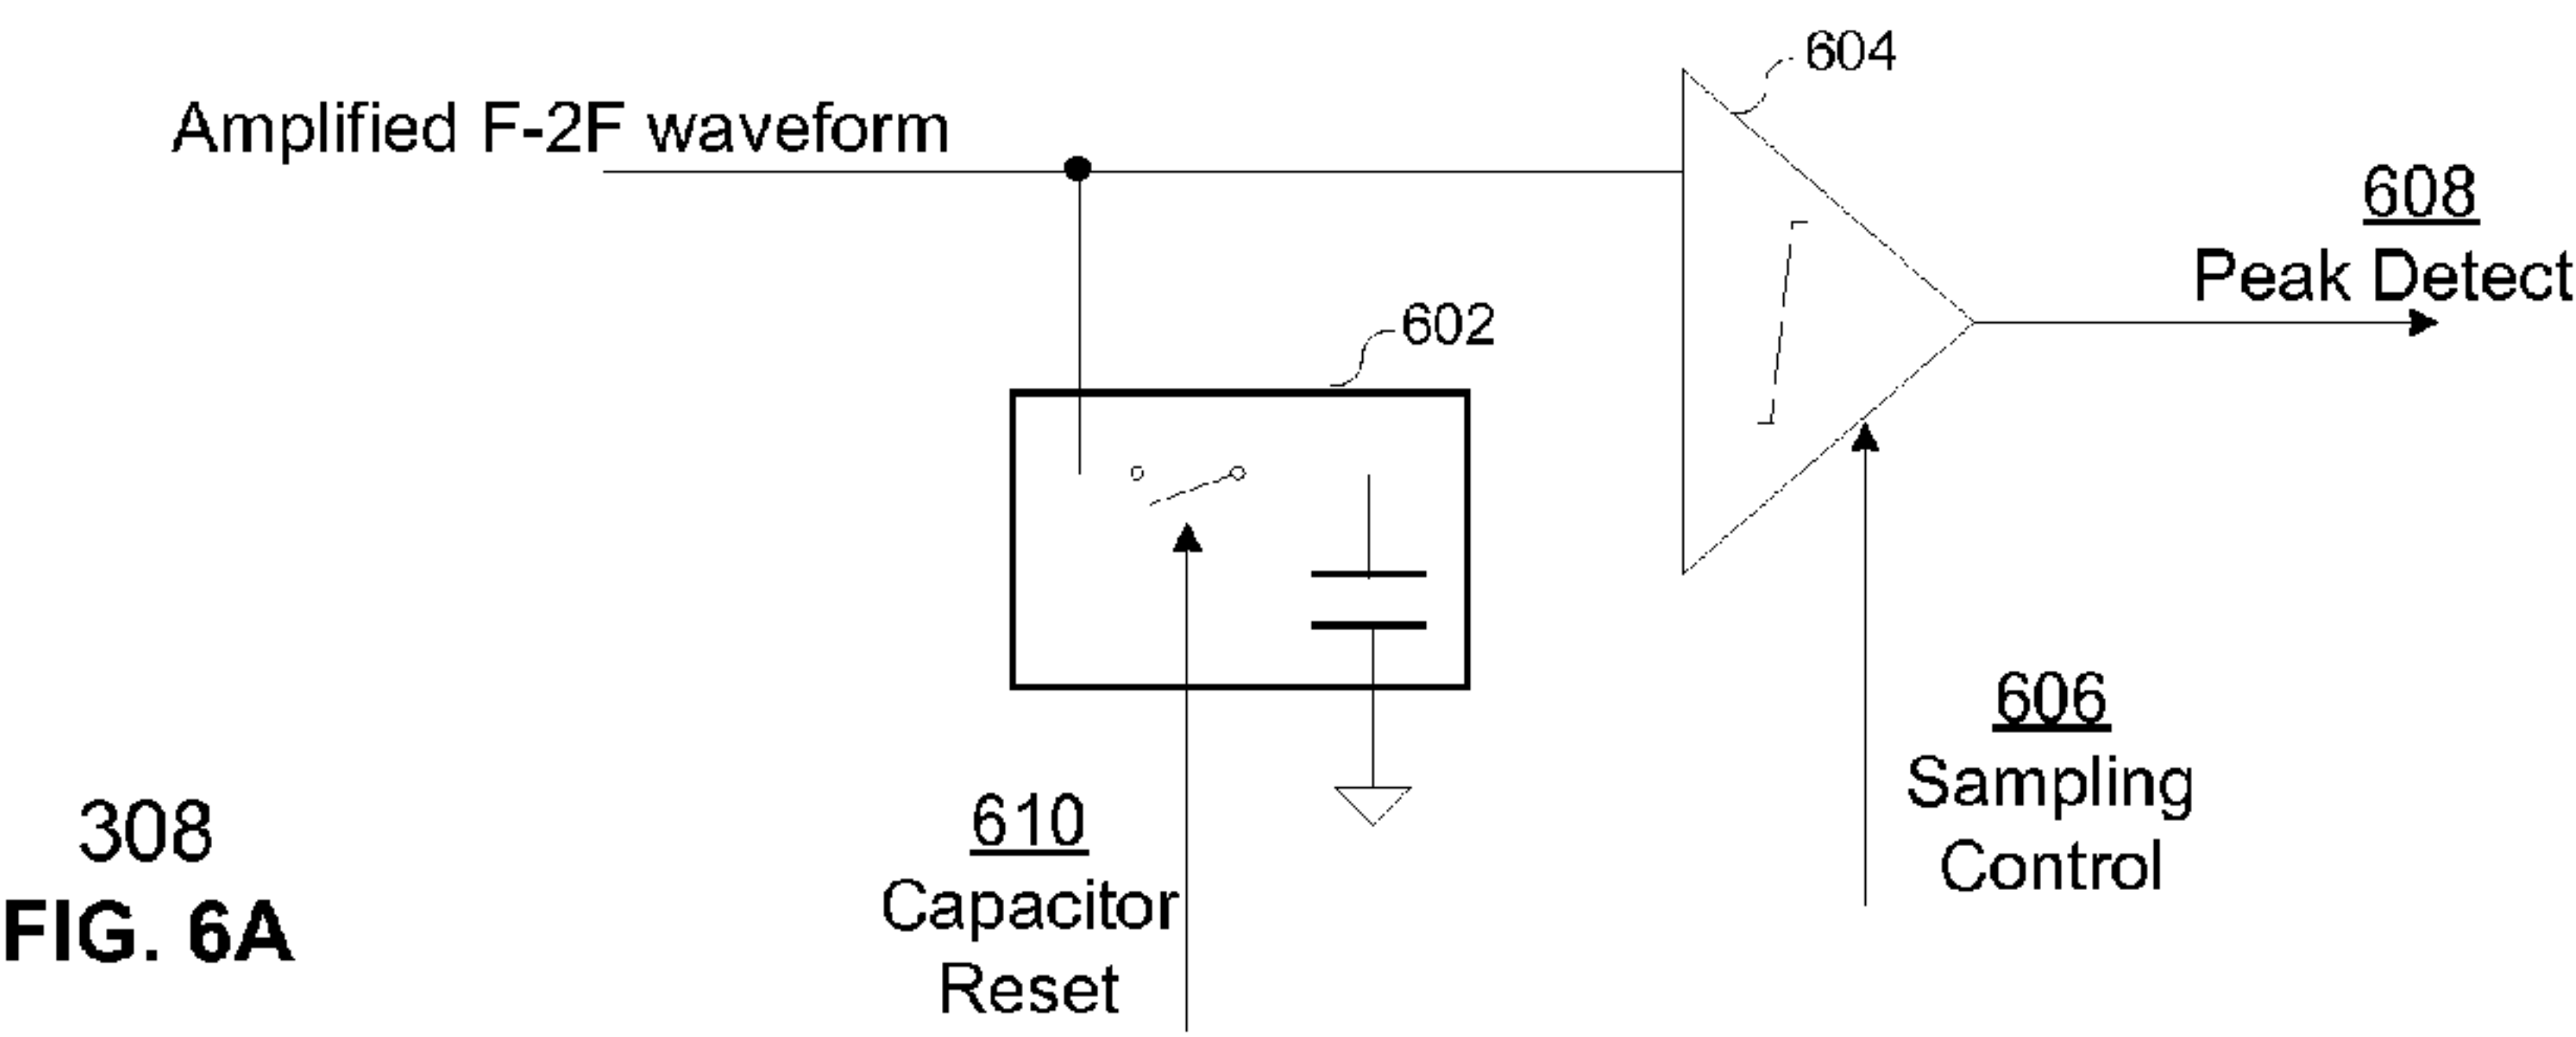 604
Amplified F-2F waveform
608
Peak Detect
602
606
Sampling
Control
610
Capacitor
Reset
308
FIG. 6A